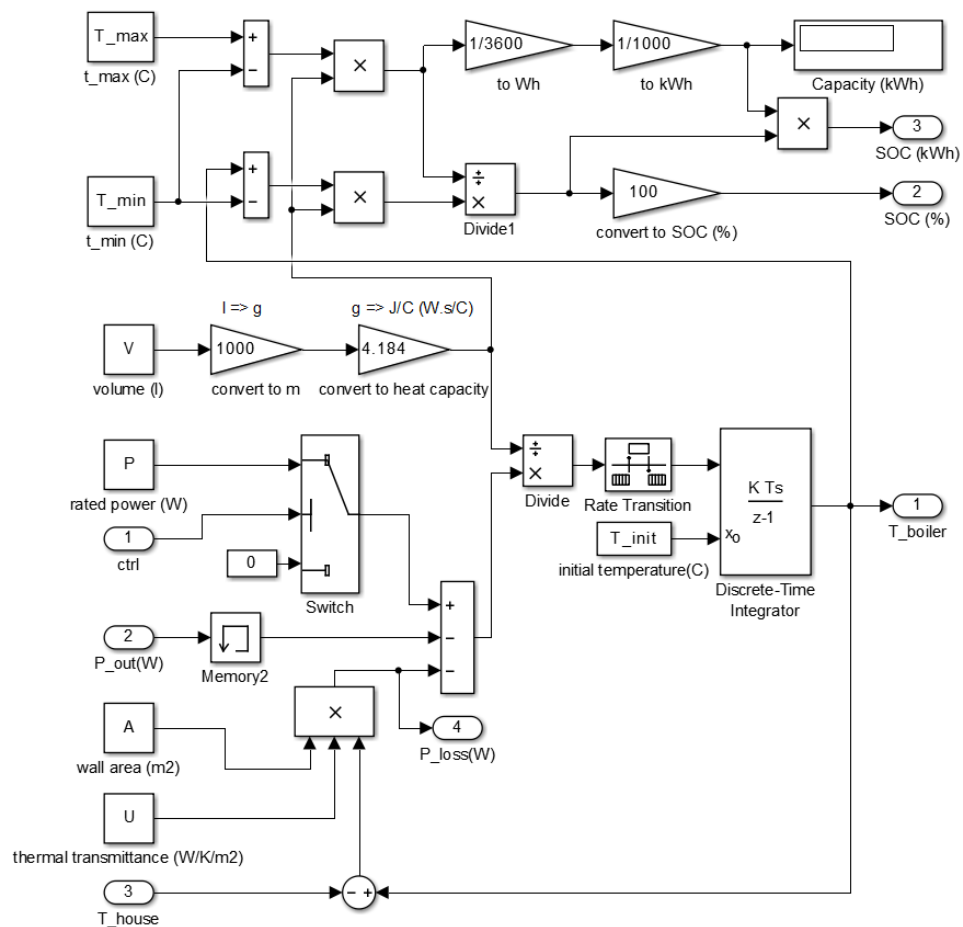 T_max
t_max (C)
+
−
×
1/3600
to Wh
1/1000
to kWh
Capacity (kWh)
×
3
SOC (kWh)
T_min
t_min (C)
+
−
×
÷
×
Divide1
100
convert to SOC (%)
2
SOC (%)
l => g
g => J/C (W.s/C)
V
volume (l)
1000
convert to m
4.184
convert to heat capacity
P
rated power (W)
1
ctrl
0
Switch
÷
×
Divide
Rate Transition
T_init
initial temperature(C)
K Ts
z-1
xo
Discrete-Time
Integrator
1
T_boiler
2
P_out(W)
Memory2
+
−
−
×
4
P_loss(W)
A
wall area (m2)
U
thermal transmittance (W/K/m2)
3
T_house
− +